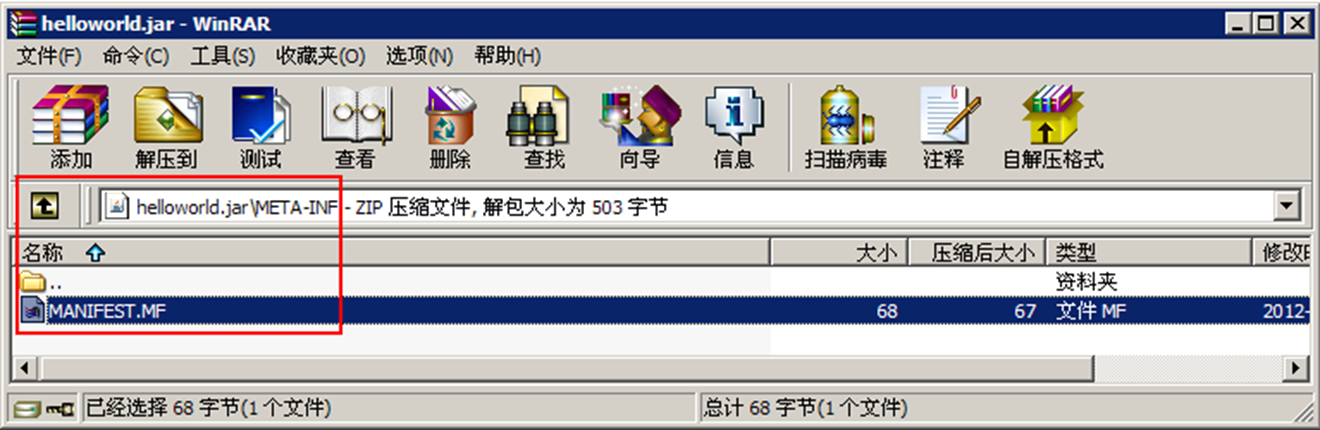 helloworld.jar - WinRAR
文件(F) 命令(C) 工具(S) 收藏夹(O) 选项(N) 帮助(H)
添加 解压到 测试 查看 删除 查找 向导 信息 扫描病毒 注释 自解压格式
helloworld.jar\META-INF - ZIP 压缩文件, 解包大小为 503 字节
名称 大小 压缩后大小 类型 修改
.. 资料夹
MANIFEST.MF 68 67 文件 MF 2012-
已经选择 68 字节(1 个文件) 总计 68 字节(1 个文件)